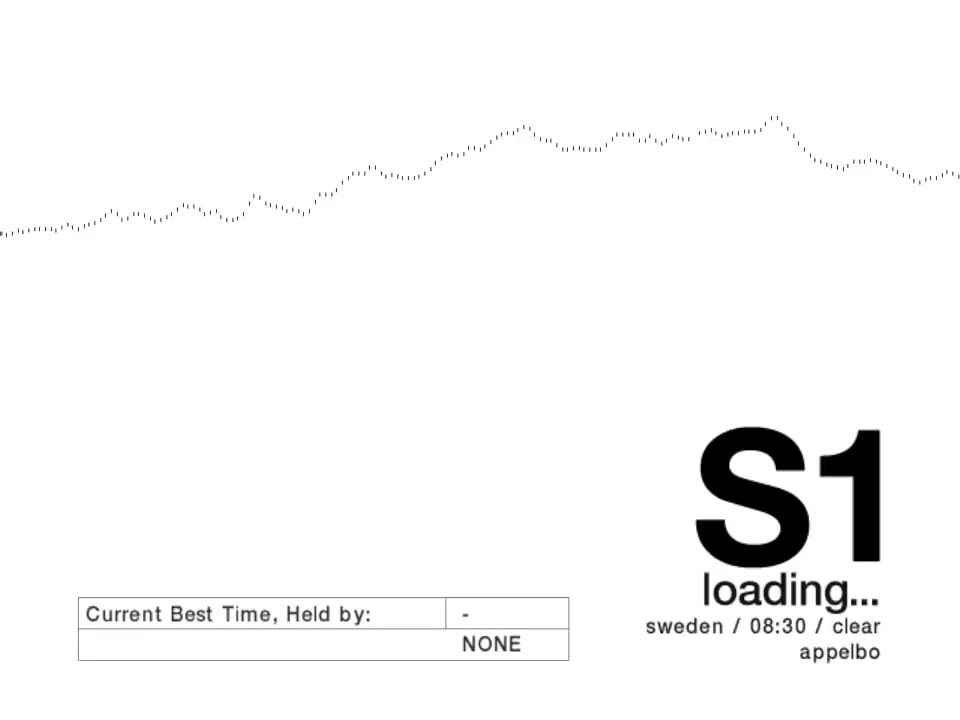 S1
loading...
sweden / 08:30 / clear
appelbo
Current Best Time, Held by: -
NONE